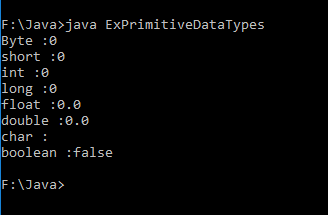 F:\Java>java ExPrimitiveDataTypes
Byte :0
short :0
int :0
long :0
float :0.0
double :0.0
char :
boolean :false
F:\Java>